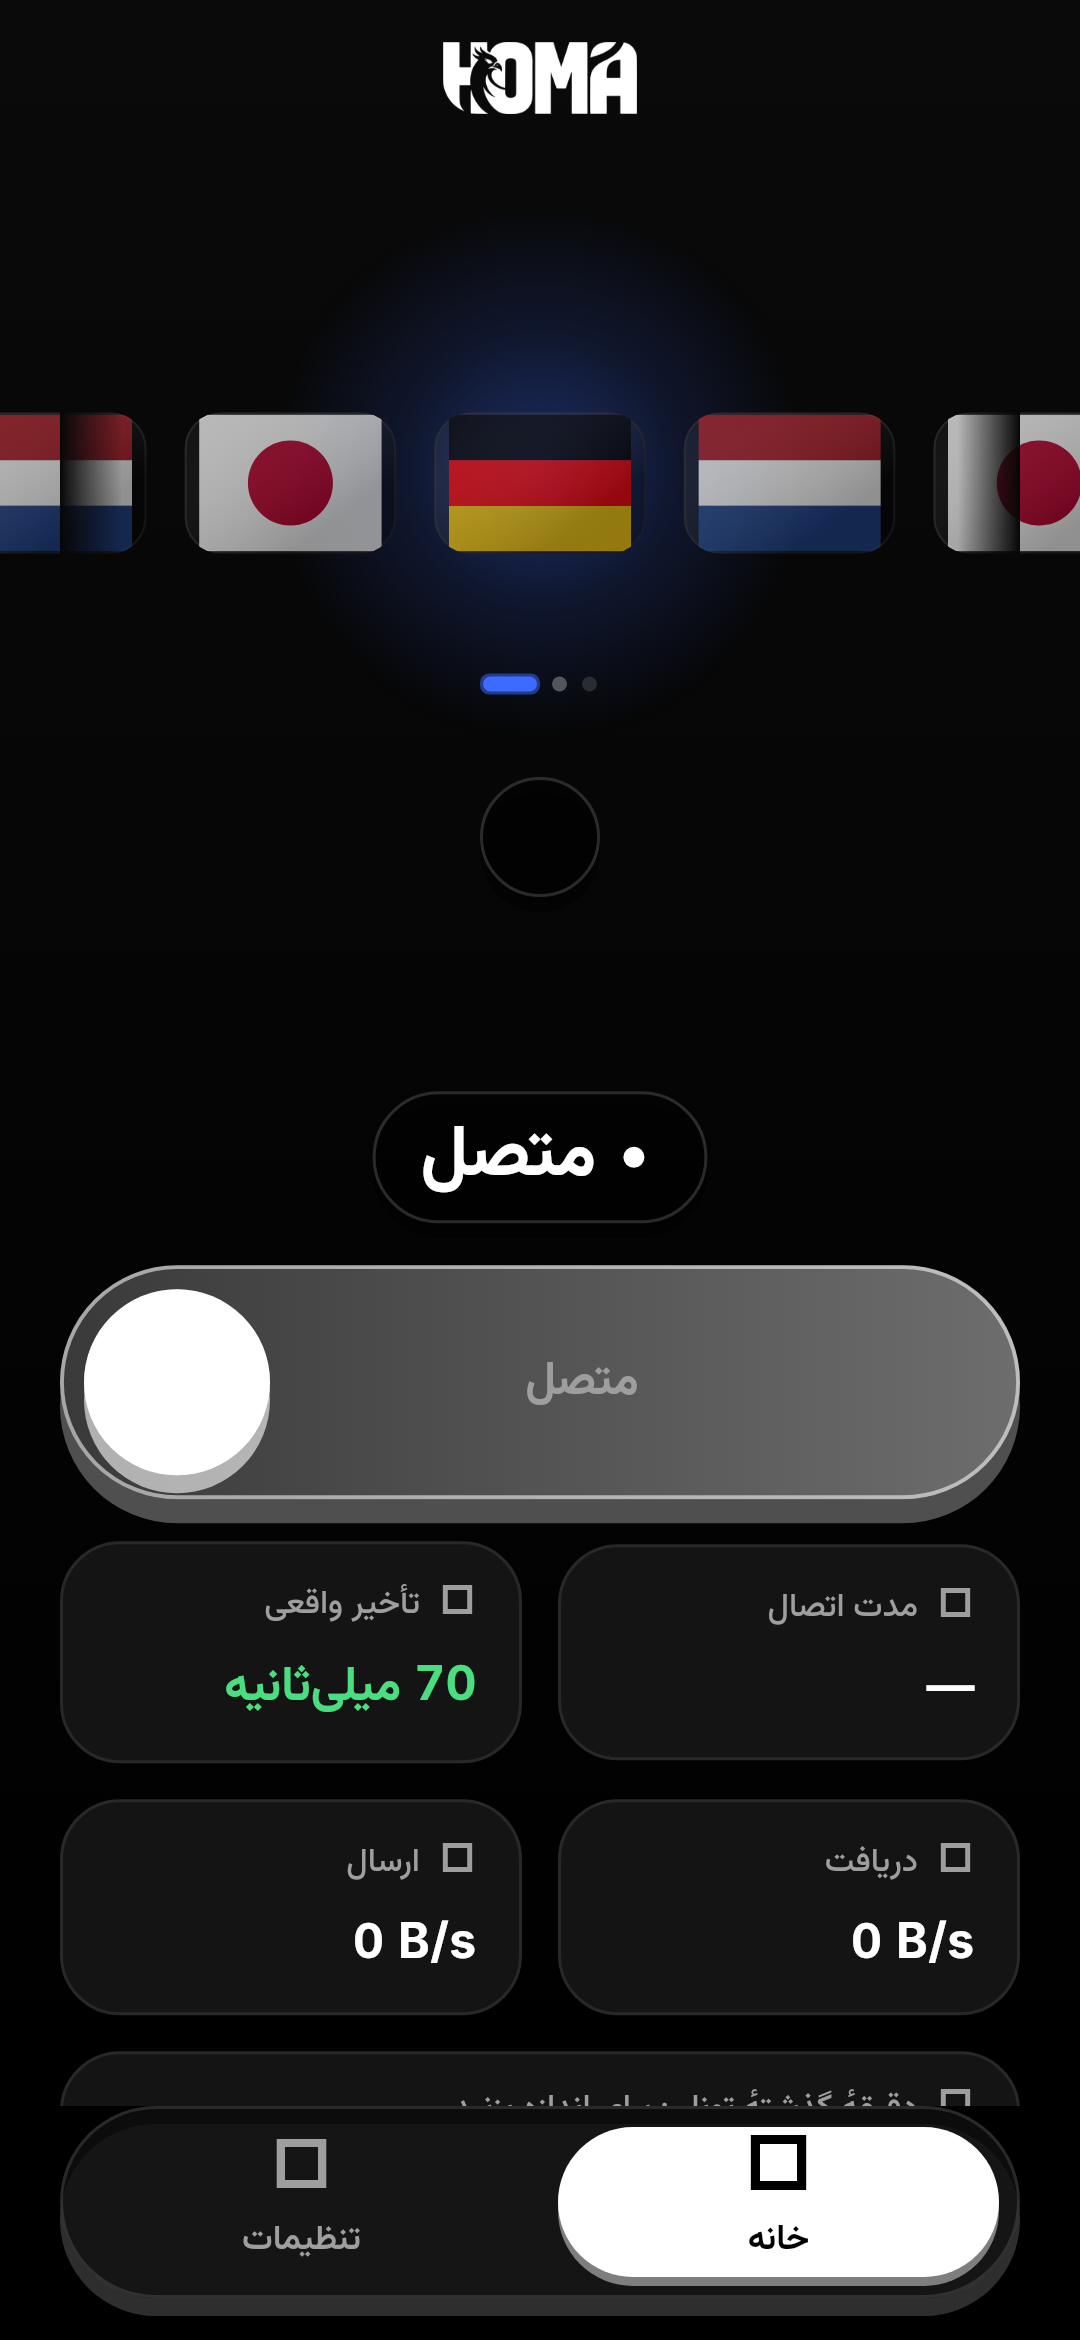 HOMA
متصل
متصل
مدت اتصال
—
تأخیر واقعی
70 میلی‌ثانیه
دریافت
0 B/s
ارسال
0 B/s
خانه
تنظیمات